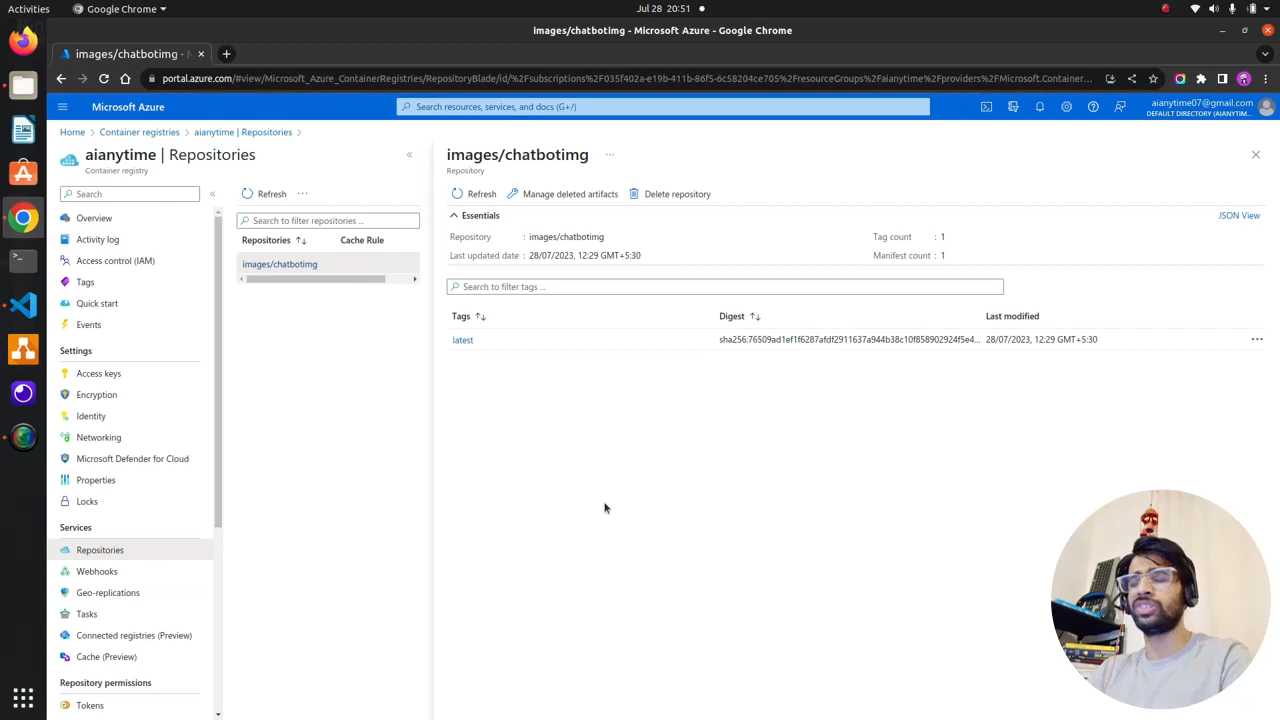 Activities
Google Chrome
Jul 28 20:51
images/chatbotimg - Microsoft Azure - Google Chrome
images/chatbotimg -
portal.azure.com/#view/Microsoft_Azure_ContainerRegistries/RepositoryBlade/id/%2Fsubscriptions%2F035f402a-e19b-411b-86f5-6c58204ce705%2FresourceGroups%2Faianytime%2Fproviders%2FMicrosoft.Container...
Microsoft Azure
Search resources, services, and docs (G+/)
aianytime07@gmail.com
DEFAULT DIRECTORY (AIANYTIM...
Home > Container registries > aianytime | Repositories >
aianytime | Repositories
Container registry
images/chatbotimg
Repository
Search
Overview
Activity log
Access control (IAM)
Tags
Quick start
Events
Settings
Access keys
Encryption
Identity
Networking
Microsoft Defender for Cloud
Properties
Locks
Services
Repositories
Webhooks
Geo-replications
Tasks
Connected registries (Preview)
Cache (Preview)
Repository permissions
Tokens
Refresh
Search to filter repositories ...
Repositories Cache Rule
images/chatbotimg
Refresh Manage deleted artifacts Delete repository
Essentials
JSON View
Repository : images/chatbotimg
Tag count : 1
Last updated date : 28/07/2023, 12:29 GMT+5:30
Manifest count : 1
Search to filter tags ...
Tags Digest Last modified
latest sha256:76509ad1ef1f6287afdf2911637a944b38c10f858902924f5e4... 28/07/2023, 12:29 GMT+5:30